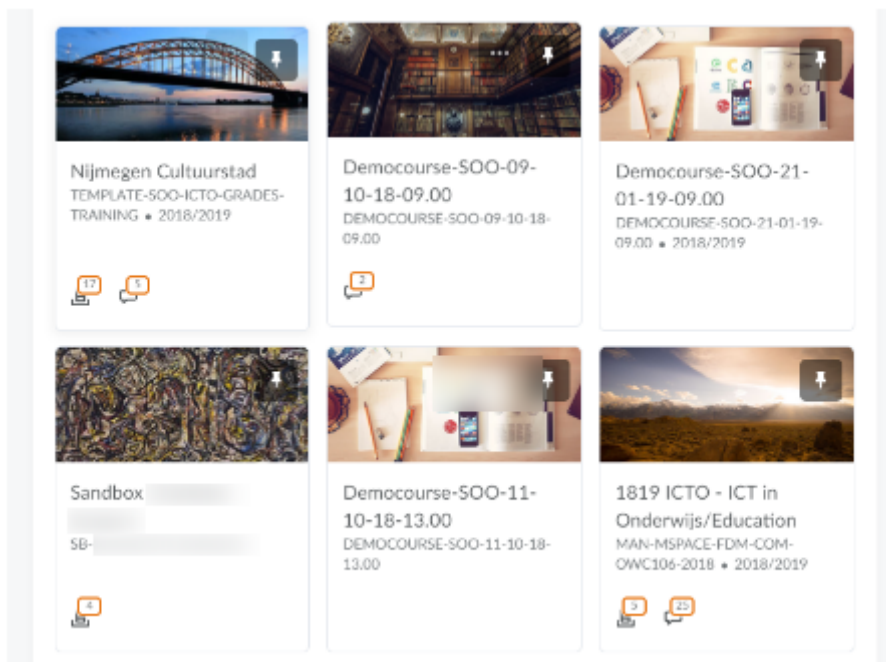 Nijmegen Cultuurstad
TEMPLATE-SOO-ICTO-GRADES-
TRAINING • 2018/2019
17
5
Democourse-SOO-09-
10-18-09.00
DEMOCOURSE-SOO-09-10-18-
09.00
2
Democourse-SOO-21-
01-19-09.00
DEMOCOURSE-SOO-21-01-19-
09.00 • 2018/2019
Sandbox
SB-
4
Democourse-SOO-11-
10-18-13.00
DEMOCOURSE-SOO-11-10-18-
13.00
1819 ICTO - ICT in
Onderwijs/Education
MAN-MSPACE-FDM-COM-
OWC106-2018 • 2018/2019
5
25